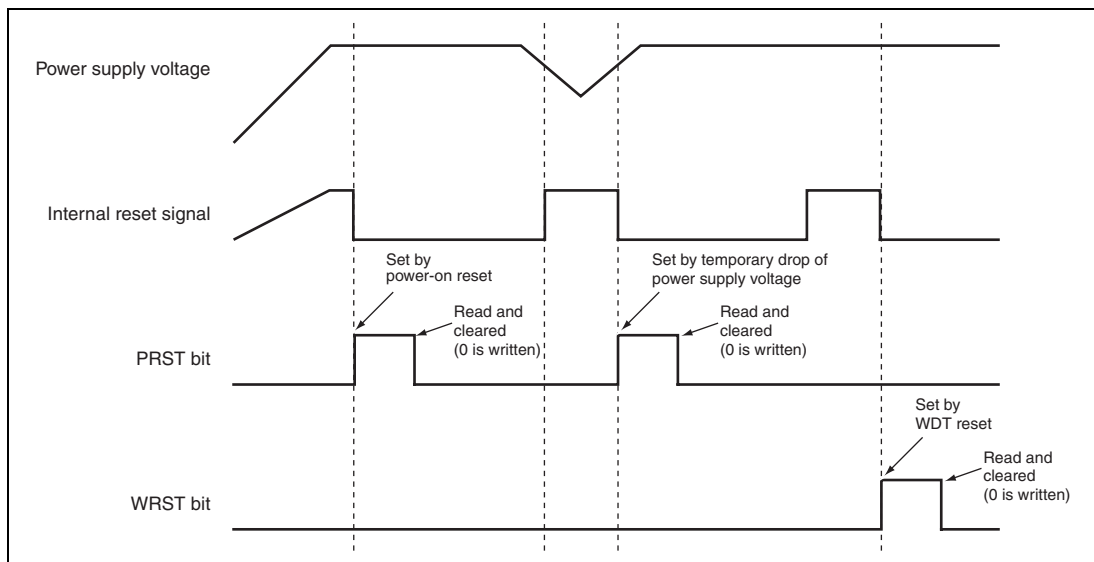 Power supply voltage
Internal reset signal
Set by
power-on reset
Set by temporary drop of
power supply voltage
Read and
cleared
(0 is written)
Read and
cleared
(0 is written)
PRST bit
Set by
WDT reset
Read and
cleared
(0 is written)
WRST bit